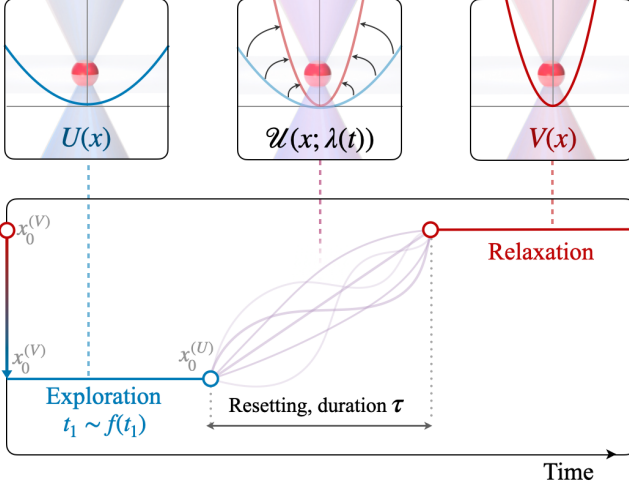 U(x)
𝒰(x; λ(t))
V(x)
x₀⁽ⱽ⁾
Relaxation
x₀⁽ⱽ⁾
x₀⁽ᵁ⁾
Exploration
t₁ ~ f(t₁)
Resetting, duration τ
Time